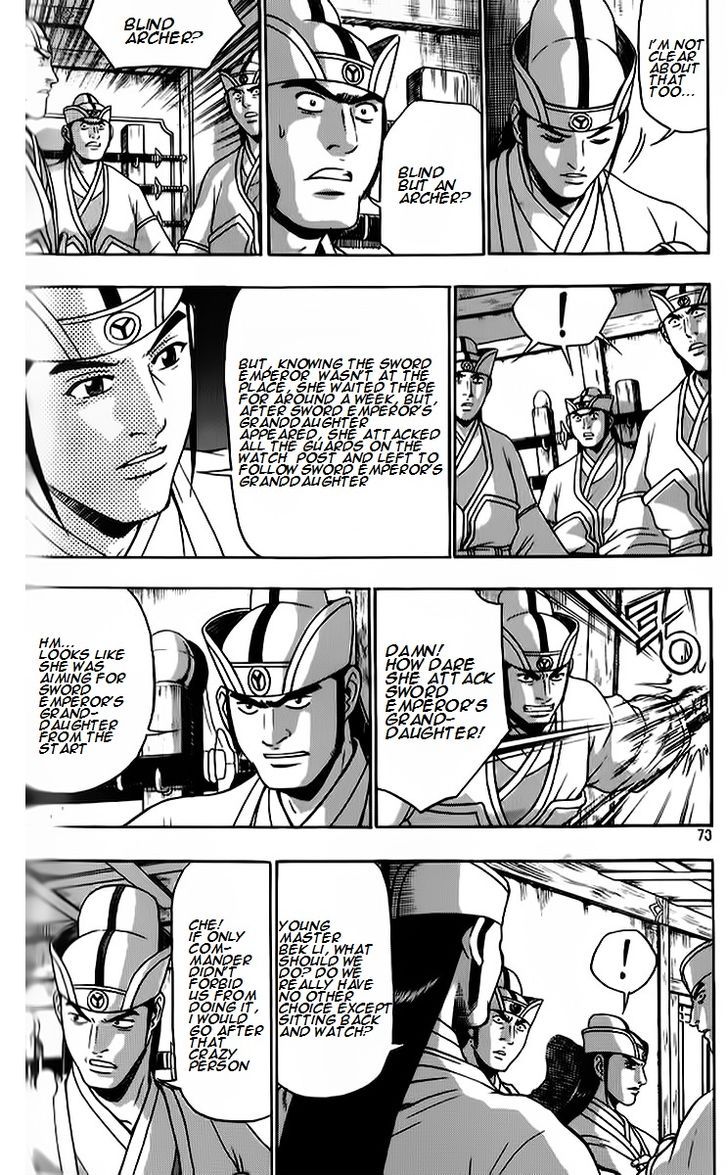 I'M NOT
CLEAR
ABOUT
THAT
TOO...
BLIND
BUT AN
ARCHER?
BLIND
ARCHER?
!
BUT, KNOWING THE SWORD
EMPEROR WASN'T AT THE
PLACE, SHE WAITED THERE
FOR AROUND A WEEK, BUT,
AFTER SWORD EMPEROR'S
GRANDDAUGHTER
APPEARED, SHE ATTACKED
ALL THE GUARDS ON THE
WATCH POST AND LEFT TO
FOLLOW SWORD EMPEROR'S
GRANDDAUGHTER
DAMN!
HOW DARE
SHE ATTACK
SWORD
EMPEROR'S
GRAND-
DAUGHTER!
HM...
LOOKS LIKE
SHE WAS
AIMING FOR
SWORD
EMPEROR'S
GRAND-
DAUGHTER
FROM THE
START
73
!
YOUNG
MASTER
BEK LI, WHAT
SHOULD WE
DO? DO WE
REALLY HAVE
NO OTHER
CHOICE EXCEPT
SITTING BACK
AND WATCH?
CHE!
IF ONLY
COM-
MANDER
DIDN'T
FORBID
US FROM
DOING IT,
I WOULD
GO AFTER
THAT
CRAZY
PERSON